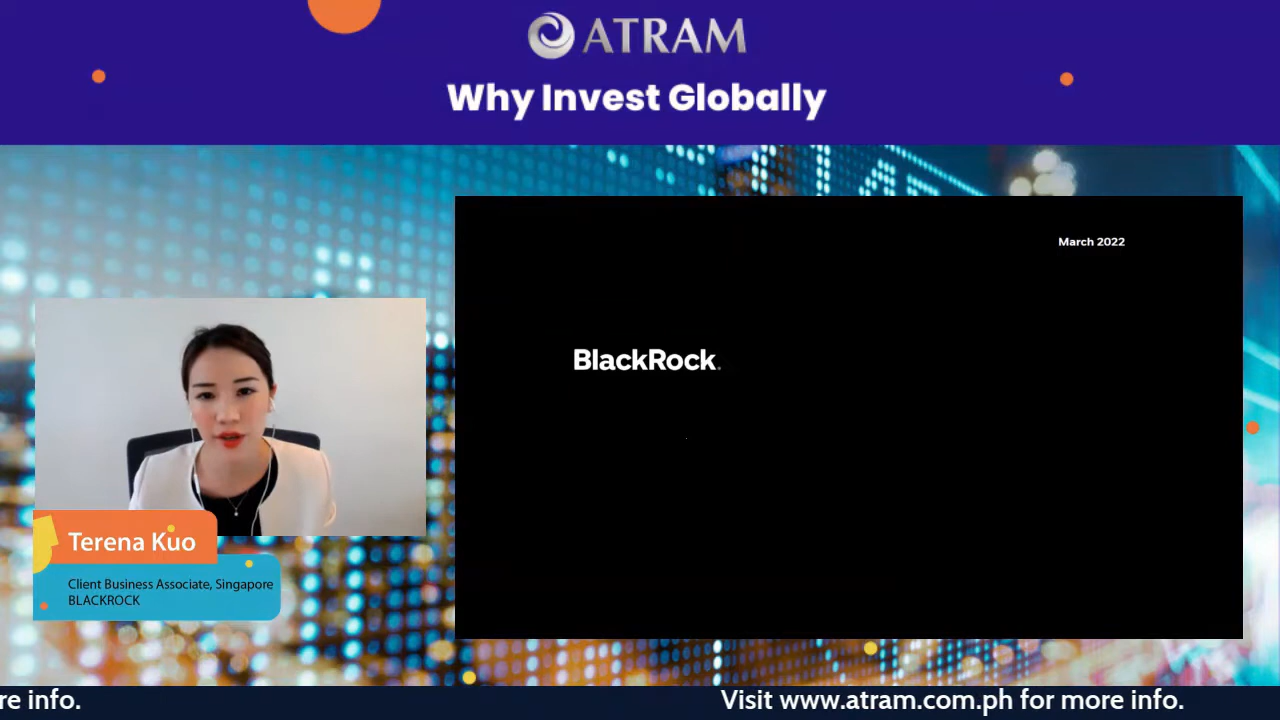 ATRAM
Why Invest Globally
March 2022
BlackRock.
Terena Kuo
Client Business Associate, Singapore
BLACKROCK
re info.
Visit www.atram.com.ph for more info.